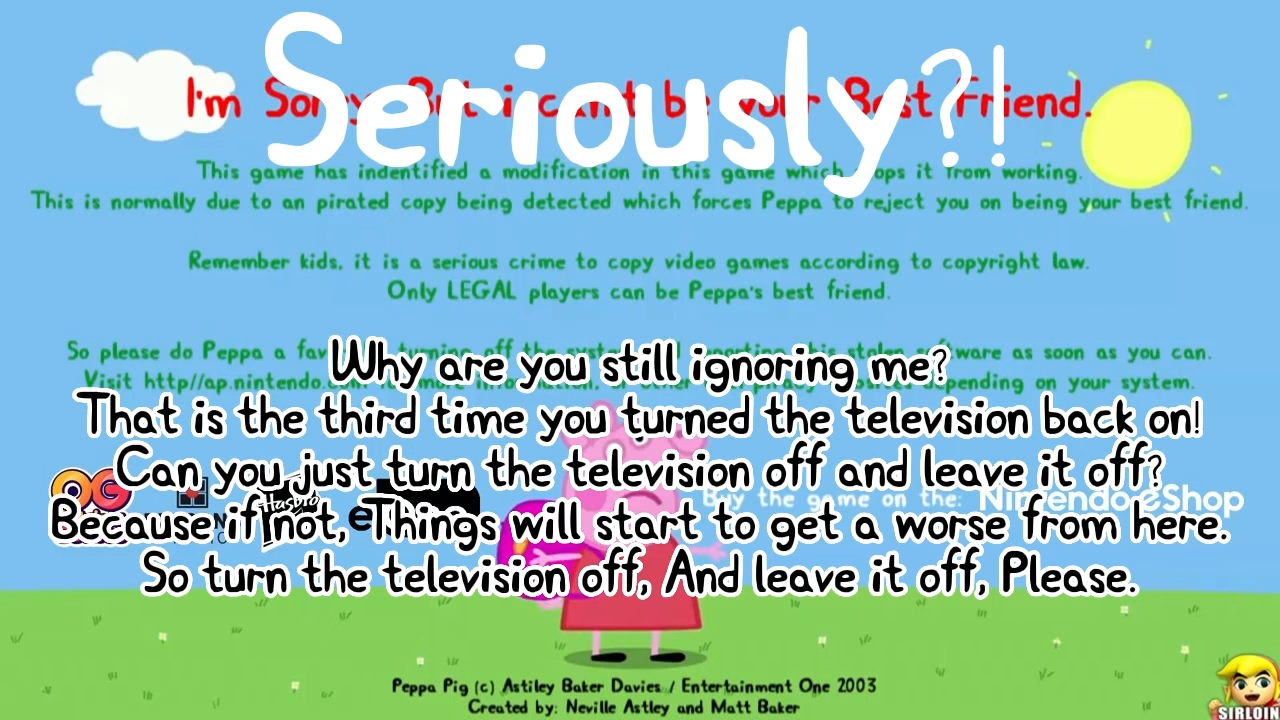 Seriously?!
I'm Sorry, But i can't be your Best Friend.
This game has indentified a modification in this game which stops it from working.
This is normally due to an pirated copy being detected which forces Peppa to reject you on being your best friend.
Remember kids, it is a serious crime to copy video games according to copyright law.
Only LEGAL players can be Peppa's best friend.
So please do Peppa a turning off the as soon as you can.
Visit http//ap.nintendo. depending on your system.
Why are you still ignoring me?
That is the third time you turned the television back on!
Can you just turn the television off and leave it off?
Hasbro
Buy the game on the: Nintendo eShop
Because if not, Things will start to get a worse from here.
So turn the television off, And leave it off, Please.
Peppa Pig (c) Astiley Baker Davies / Entertainment One 2003
Created by: Neville Astley and Matt Baker
SIRLOIN